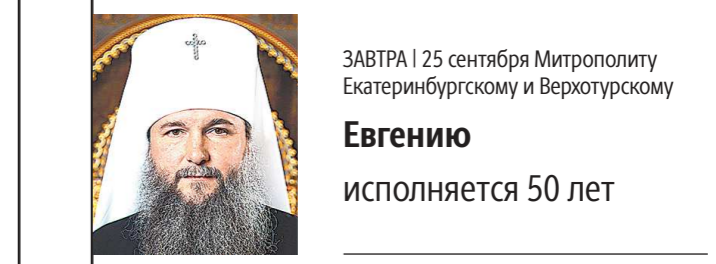 ЗАВТРА | 25 сентября Митрополиту
Екатеринбургскому и Верхотурскому
Евгению
исполняется 50 лет